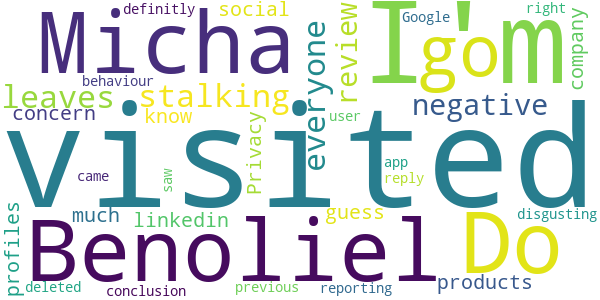 definitly
social
Google
right
Micha
I'm
got
company
review
everyone
behaviour
leaves
stalking
negative
concern
know
Privacy
user
visited
came
saw
app
reply
profiles
much
linkedin
guess
Do
disgusting
Benoliel
products
deleted
conclusion
previous
reporting